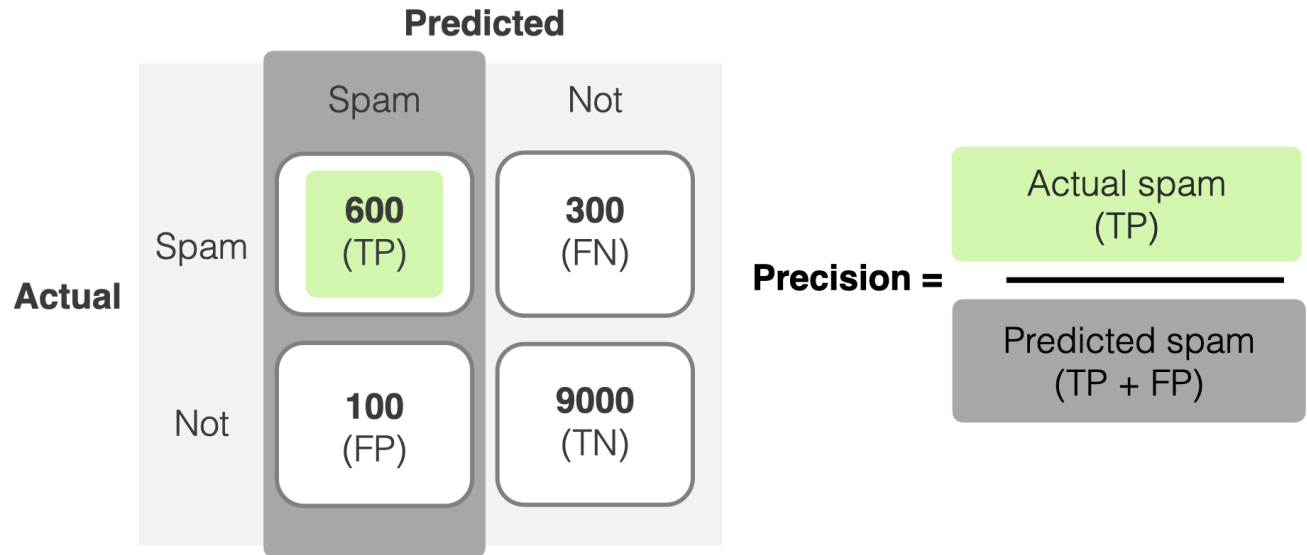 Predicted
Spam Not
600 300
(TP) (FN)
Spam
Actual
100 9000
(FP) (TN)
Not
Precision =
Actual spam
(TP)
Predicted spam
(TP + FP)